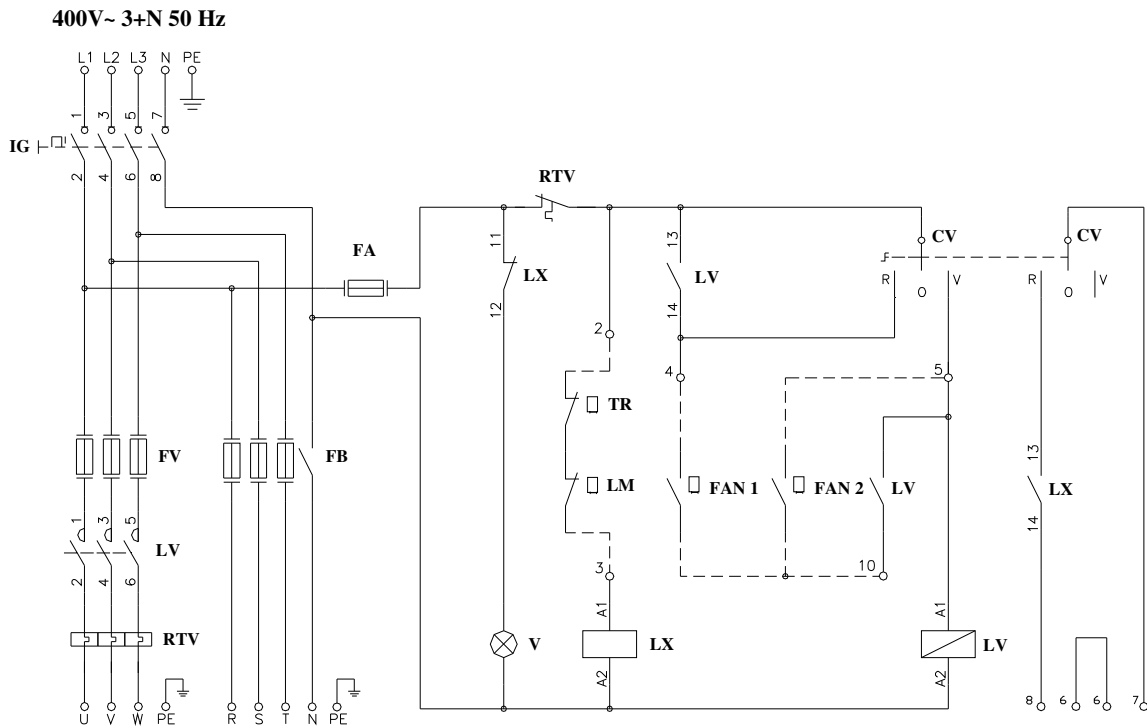 400V~ 3+N 50 Hz
L1 L2 L3 N PE
1 3 5 7
IG
2 4 6 8
RTV
FA
11
12
LX
13
14
LV
CV
R O V
CV
R O V
2
4
5
TR
LM
3
FV
FB
FAN 1
FAN 2
LV
10
13
14
LX
1 3 5
LV
2 4 6
RTV
V
A1
A2
LX
A1
A2
LV
U V W PE R S T N PE
8 6 6 7